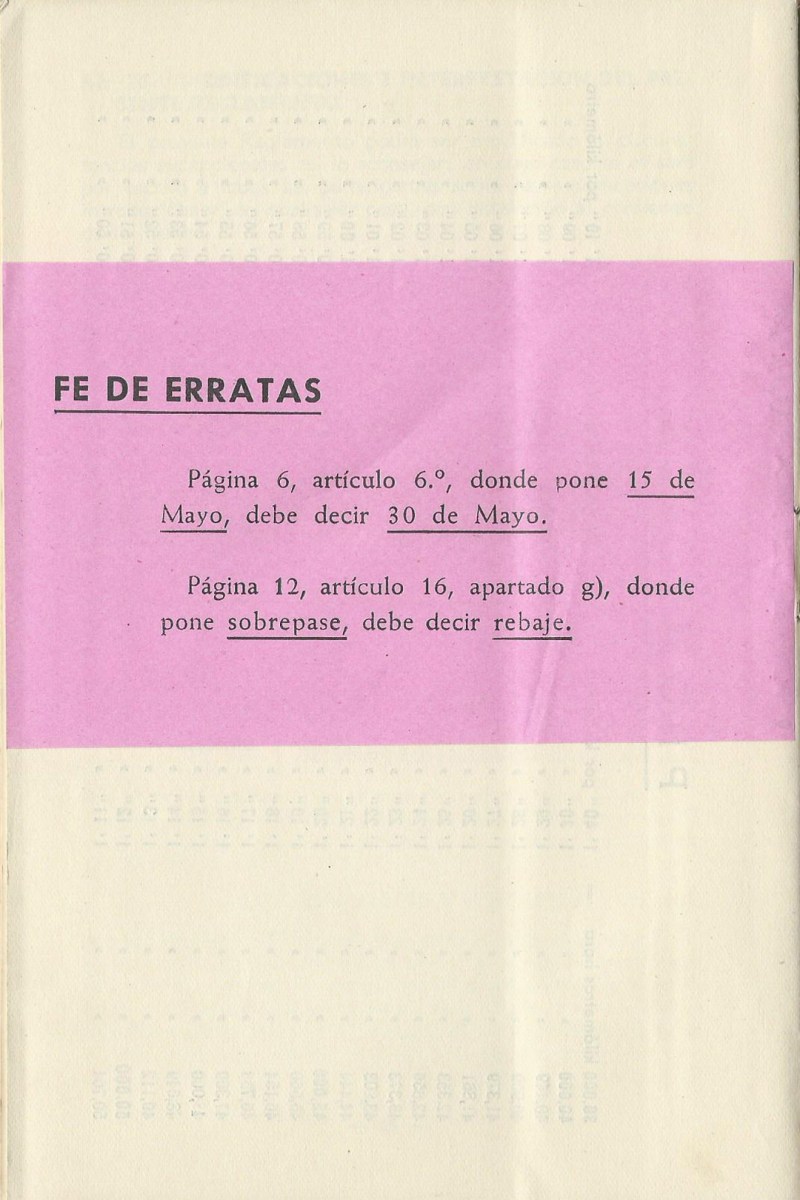 FE DE ERRATAS
Página 6, artículo 6.º, donde pone 15 de
Mayo, debe decir 30 de Mayo.
Página 12, artículo 16, apartado g), donde
pone sobrepase, debe decir rebaje.